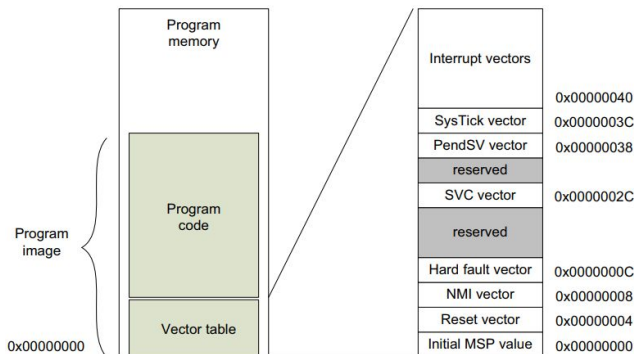 Program
memory
Program
code
Program
image
Vector table
0x00000000
Interrupt vectors
0x00000040
SysTick vector 0x0000003C
PendSV vector 0x00000038
reserved
SVC vector 0x0000002C
reserved
Hard fault vector 0x0000000C
NMI vector 0x00000008
Reset vector 0x00000004
Initial MSP value 0x00000000